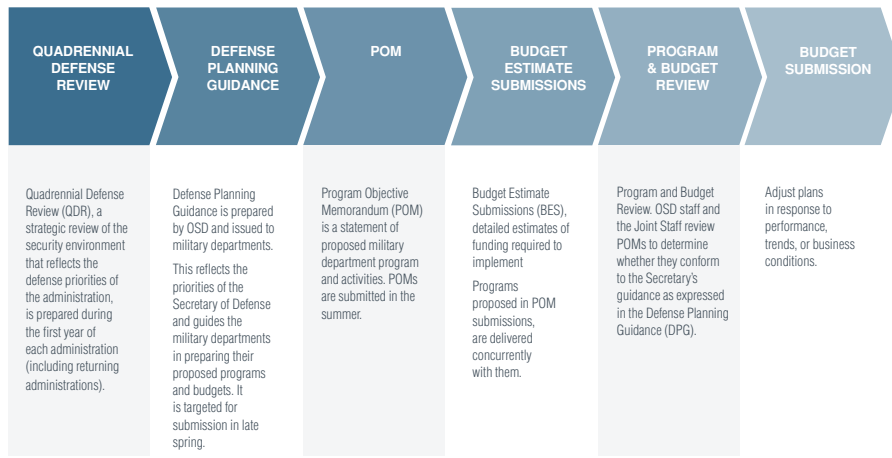 QUADRENNIAL
DEFENSE
REVIEW
DEFENSE
PLANNING
GUIDANCE
POM
BUDGET
ESTIMATE
SUBMISSIONS
PROGRAM
& BUDGET
REVIEW
BUDGET
SUBMISSION
Quadrennial Defense
Review (QDR), a
strategic review of the
security environment
that reflects the
defense priorities of
the administration,
is prepared during
the first year of
each administration
(including returning
administrations).
Defense Planning
Guidance is prepared
by OSD and issued to
military departments.
This reflects the
priorities of the
Secretary of Defense
and guides the
military departments
in preparing their
proposed programs
and budgets. It
is targeted for
submission in late
spring.
Program Objective
Memorandum (POM)
is a statement of
proposed military
department program
and activities. POMs
are submitted in the
summer.
Budget Estimate
Submissions (BES),
detailed estimates of
funding required to
implement
Programs
proposed in POM
submissions,
are delivered
concurrently
with them.
Program and Budget
Review. OSD staff and
the Joint Staff review
POMs to determine
whether they conform
to the Secretary's
guidance as expressed
in the Defense Planning
Guidance (DPG).
Adjust plans
in response to
performance,
trends, or business
conditions.